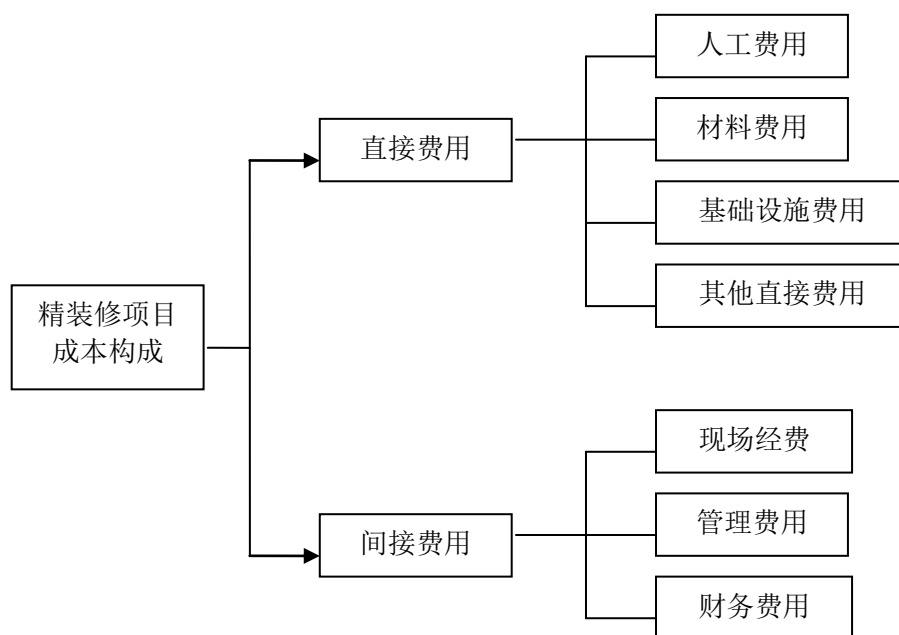 人工费用
材料费用
直接费用
基础设施费用
其他直接费用
精装修项目
成本构成
现场经费
管理费用
间接费用
财务费用